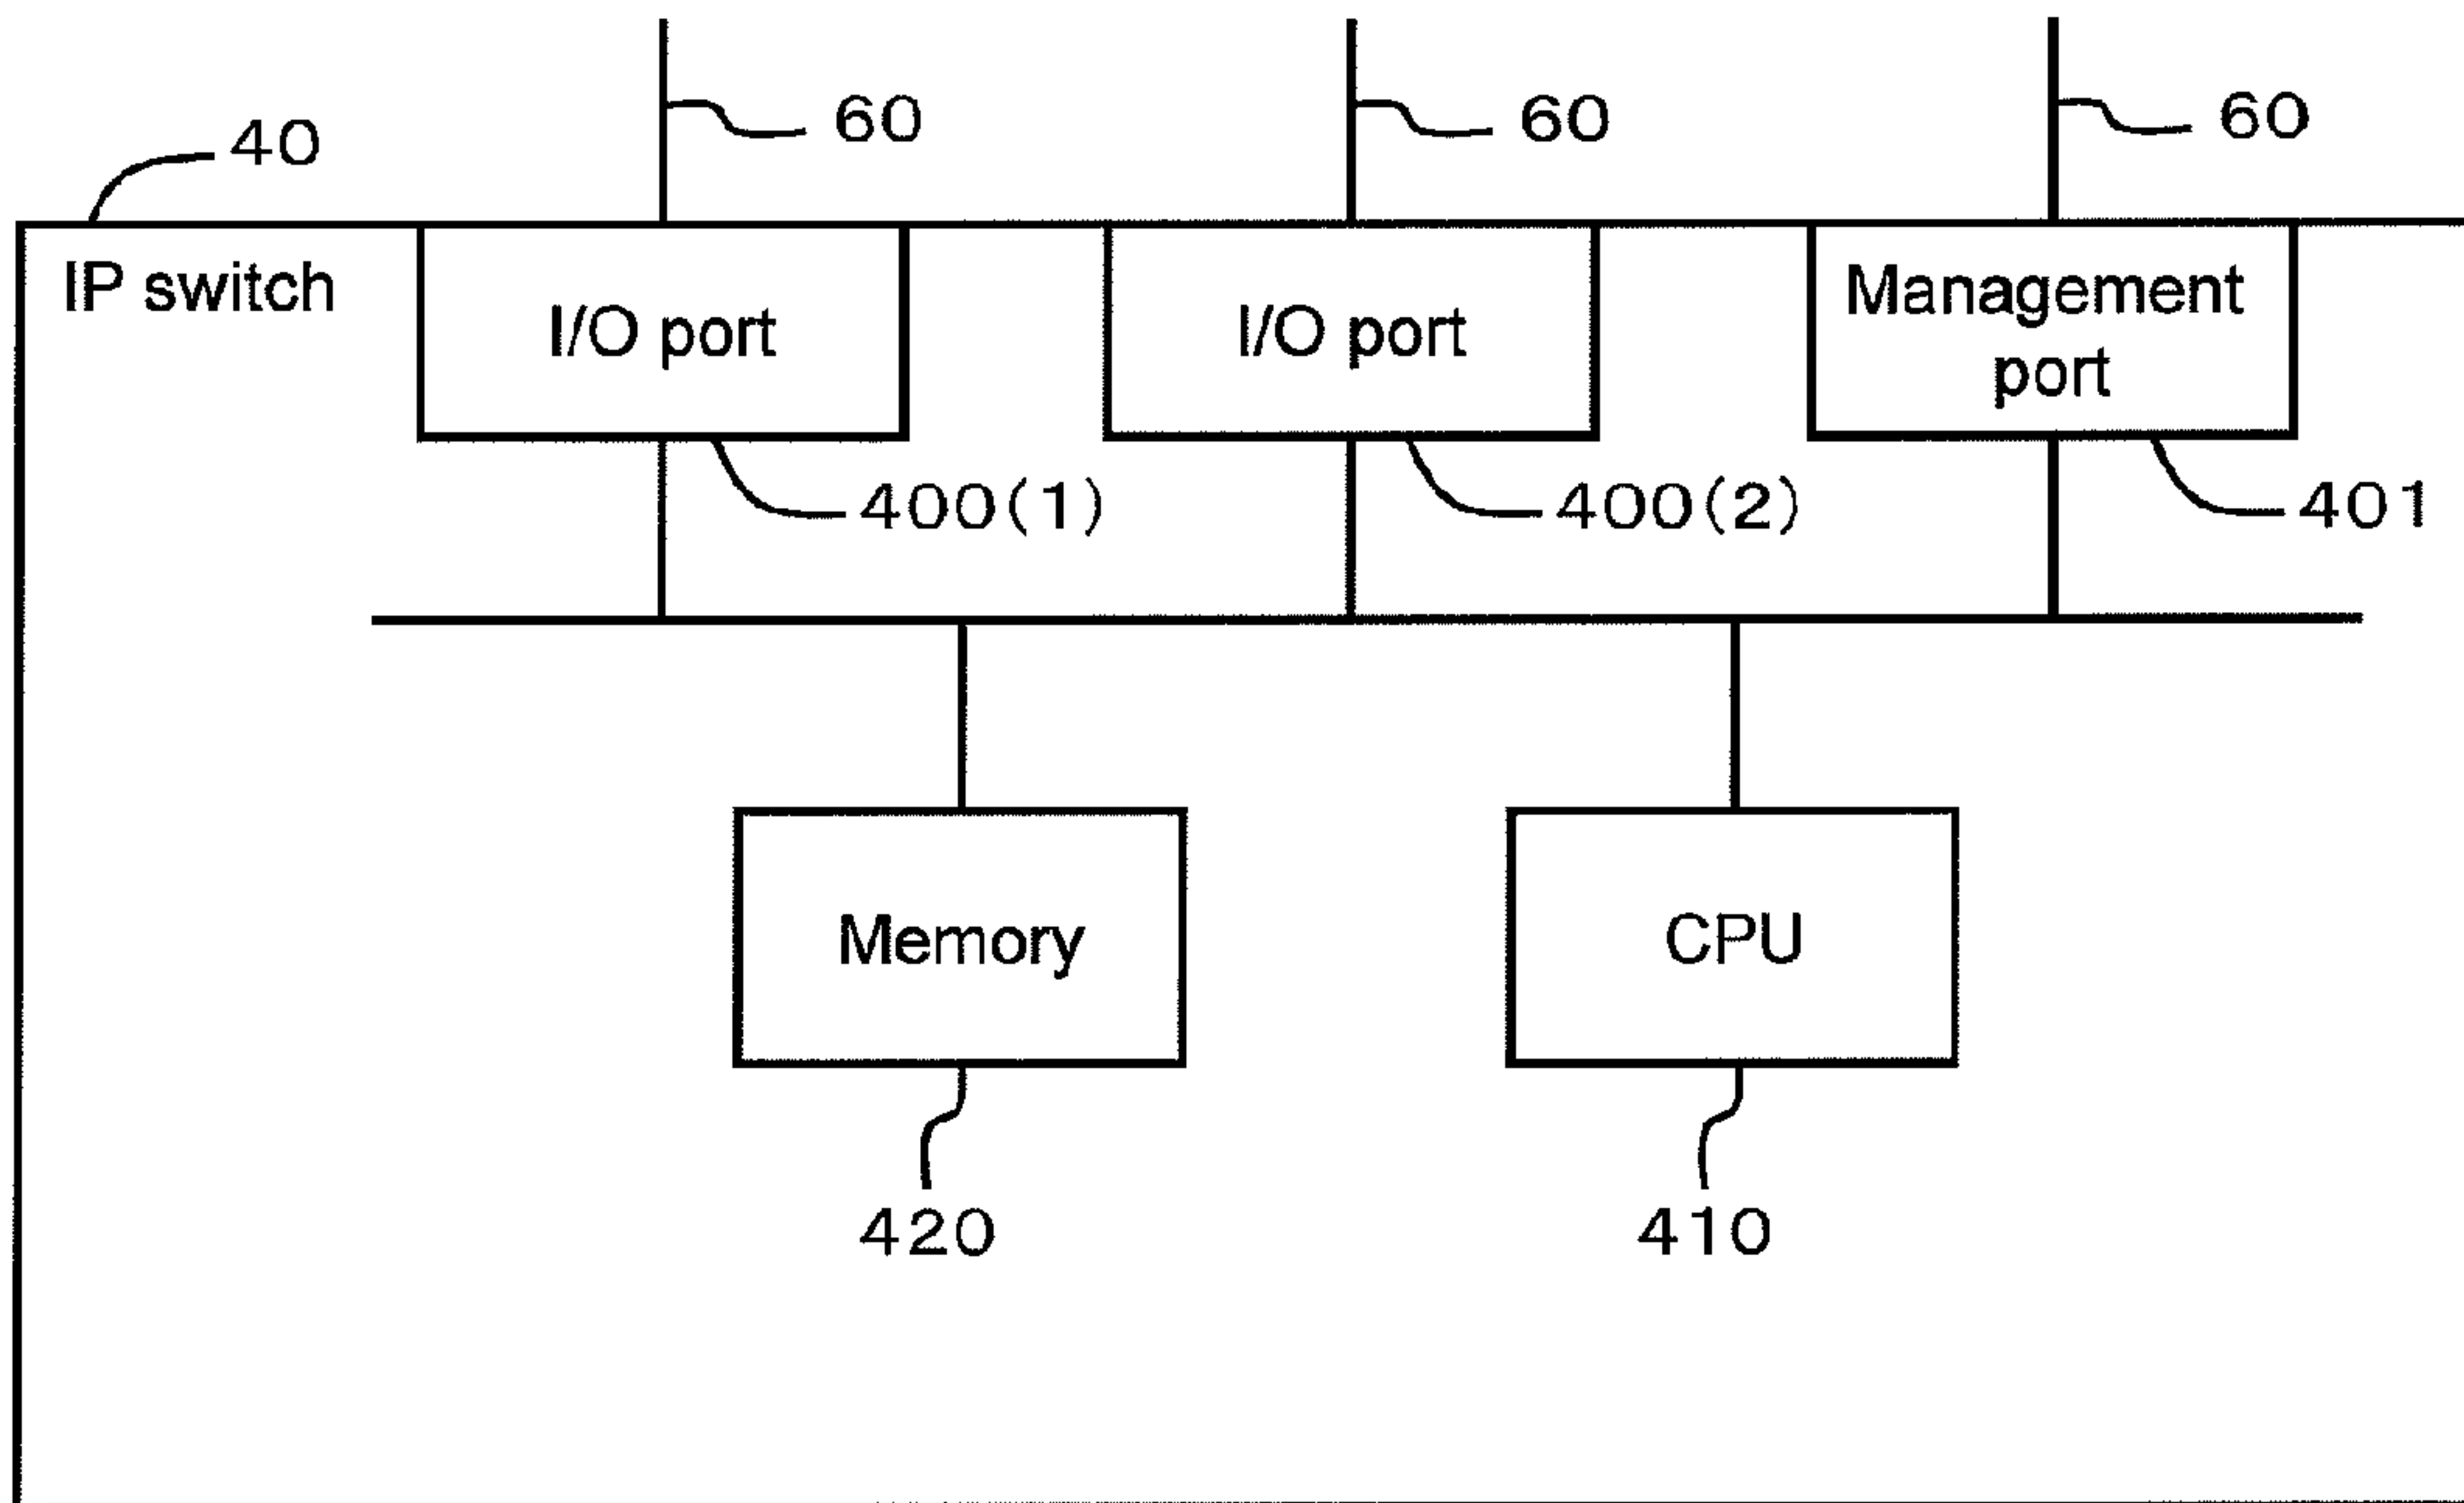 60
60
60
40
IP switch
I/O port
I/O port
Management
port
400(1)
400(2)
401
Memory
CPU
420
410